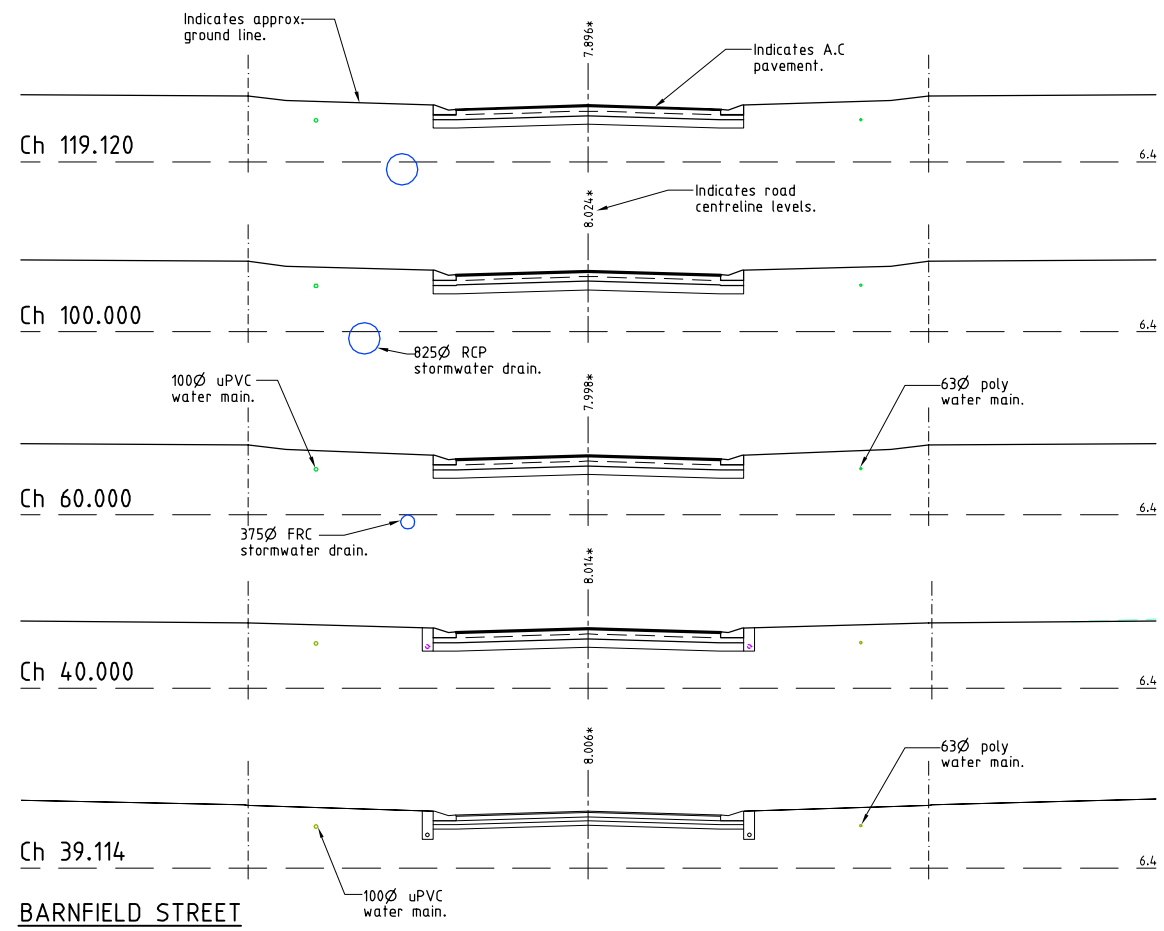 Indicates approx.
ground line.
7.896*
Indicates A.C
pavement.
Ch 119.120
6.4
8.024*
Indicates road
centreline levels.
Ch 100.000
6.4
825Ø RCP
stormwater drain.
100Ø uPVC
water main.
7.998*
63Ø poly
water main.
Ch 60.000
6.4
375Ø FRC
stormwater drain.
8.014*
Ch 40.000
6.4
8.006*
63Ø poly
water main.
Ch 39.114
6.4
100Ø uPVC
water main.
BARNFIELD STREET